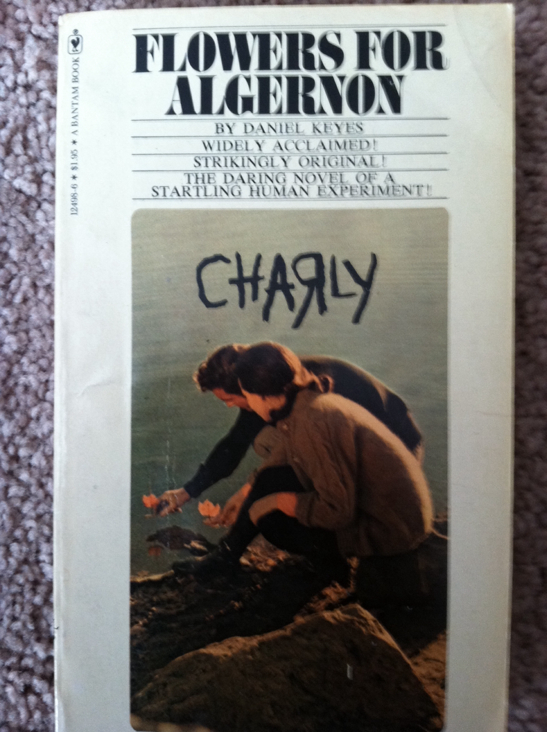 FLOWERS FOR
ALGERNON
BY DANIEL KEYES
WIDELY ACCLAIMED!
STRIKINGLY ORIGINAL!
THE DARING NOVEL OF A
STARTLING HUMAN EXPERIMENT!
CHAЯLY
12498-6 ★ $1.95 ★ A BANTAM BOOK